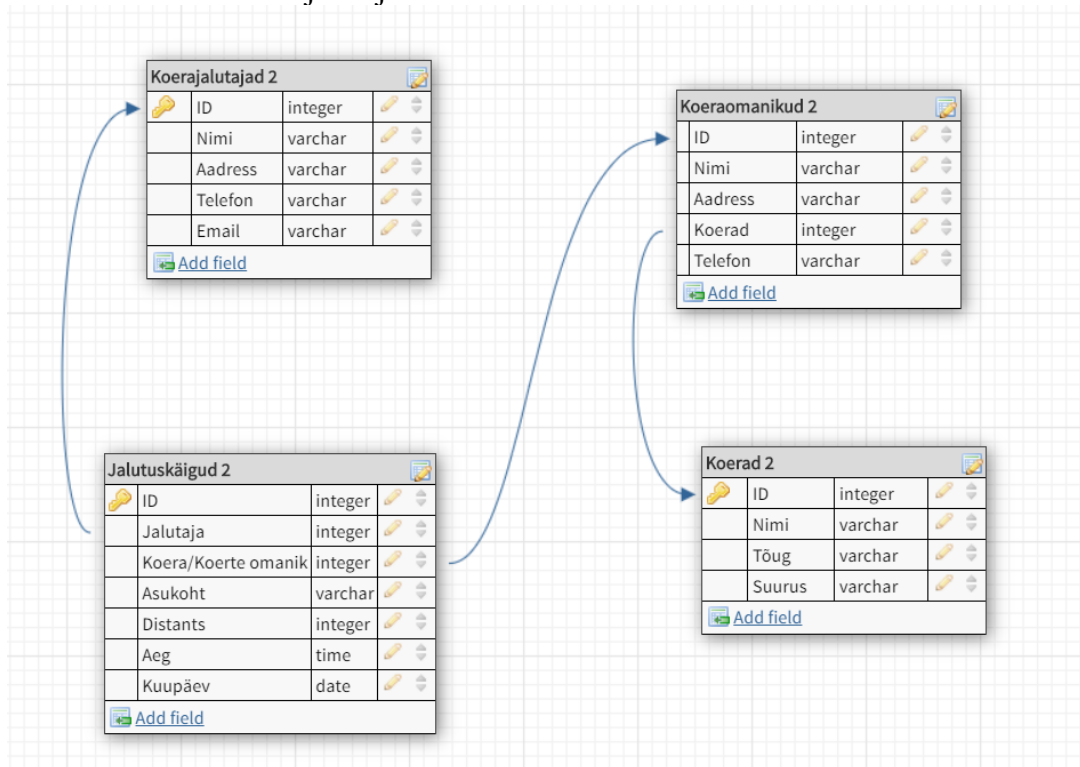 Koerajalutajad 2
ID integer
Nimi varchar
Aadress varchar
Telefon varchar
Email varchar
Add field
Koeraomanikud 2
ID integer
Nimi varchar
Aadress varchar
Koerad integer
Telefon varchar
Add field
Jalutuskäigud 2
ID integer
Jalutaja integer
Koera/Koerte omanik integer
Asukoht varchar
Distants integer
Aeg time
Kuupäev date
Add field
Koerad 2
ID integer
Nimi varchar
Tõug varchar
Suurus varchar
Add field